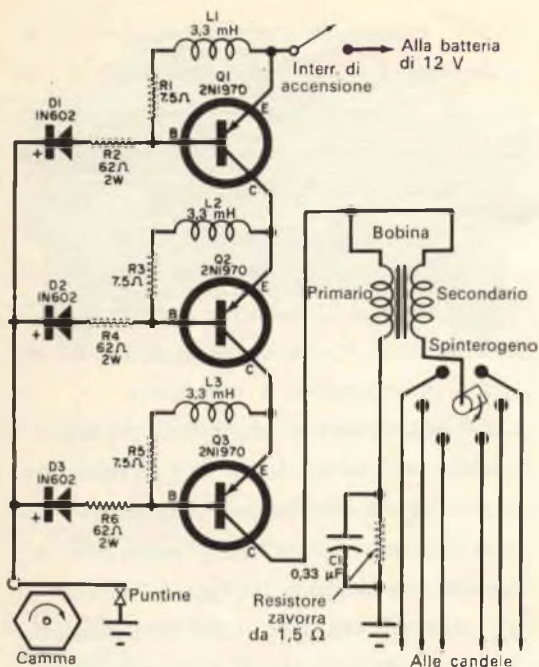 L1
3,3 mH
Interr. di
accensione
Alla batteria
di 12 V
R1
7.5Ω
Q1
2N1970
E
B
C
D1
1N602
+
R2
62Ω
2W
L2
3,3 mH
R3
7.5Ω
Q2
2N1970
E
B
C
D2
1N602
+
R4
62Ω
2W
L3
3,3 mH
R5
7.5Ω
Q3
2N1970
E
B
C
D3
1N602
+
R6
62Ω
2W
Bobina
Primario
Secondario
Spinterogeno
C1
0,33 µF
Resistore
zavorra
da 1,5 Ω
Puntine
Camma
Alle candele